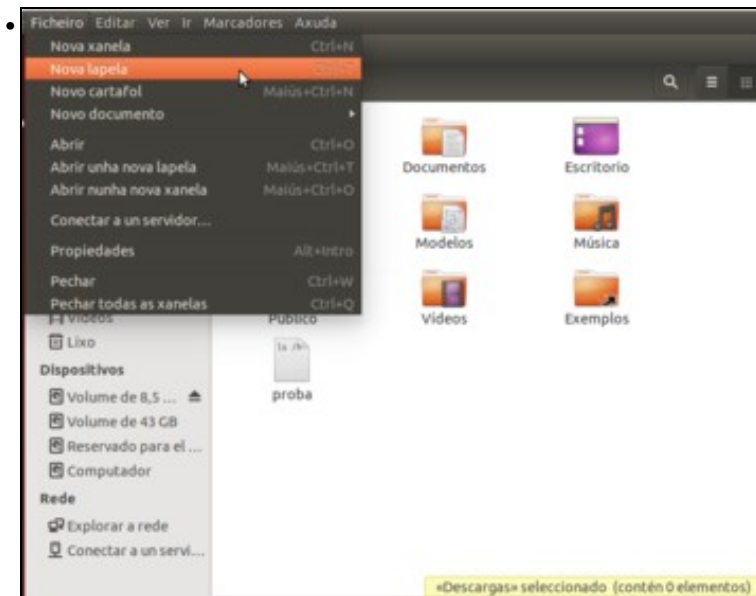 Ficheiro Editar Ver Ir Marcadores Axuda
Nova xanela Ctrl+N
Nova lapela
Novo cartafol Maiús+Ctrl+N
Novo documento
Abrir Ctrl+O
Abrir unha nova lapela Maiús+Ctrl+T
Abrir nunha nova xanela Maiús+Ctrl+O
Conectar a un servidor...
Propiedades Alt+Intro
Pechar Ctrl+W
Pechar todas as xanelas Ctrl+Q
Documentos Escritorio
Modelos Música
Público Vídeos Exemplos
proba
Vídeos
Lixo
Dispositivos
Volume de 8,5 ...
Volume de 43 GB
Reservado para el ...
Computador
Rede
Explorar a rede
Conectar a un servi...
«Descargas» seleccionado (contén 0 elementos)